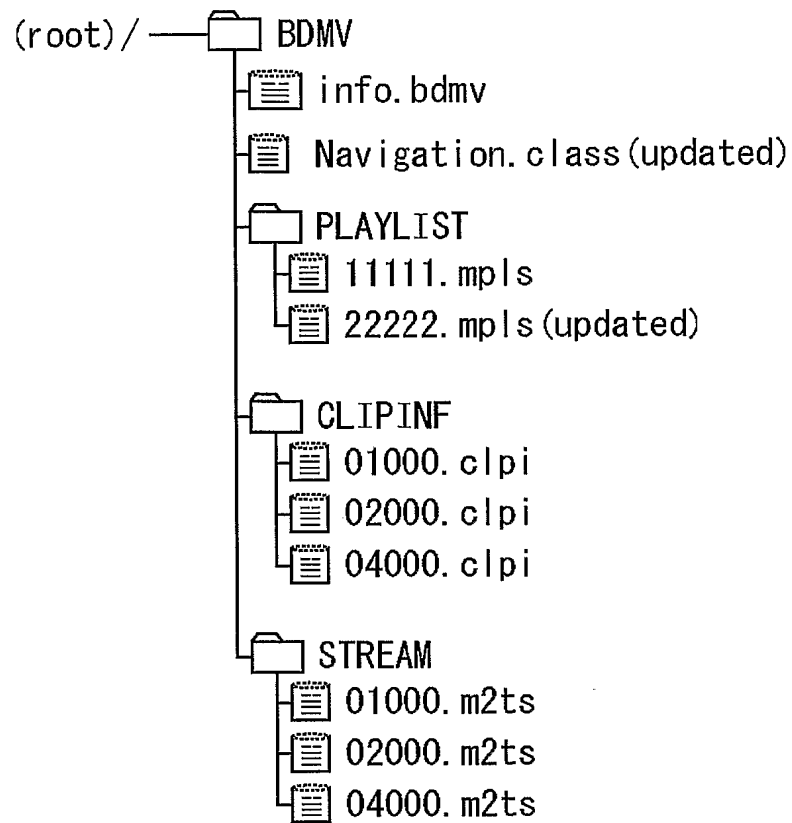 (root)/ BDMV
info.bdmv
Navigation.class(updated)
PLAYLIST
11111.mpls
22222.mpls(updated)
CLIPINF
01000.clpi
02000.clpi
04000.clpi
STREAM
01000.m2ts
02000.m2ts
04000.m2ts